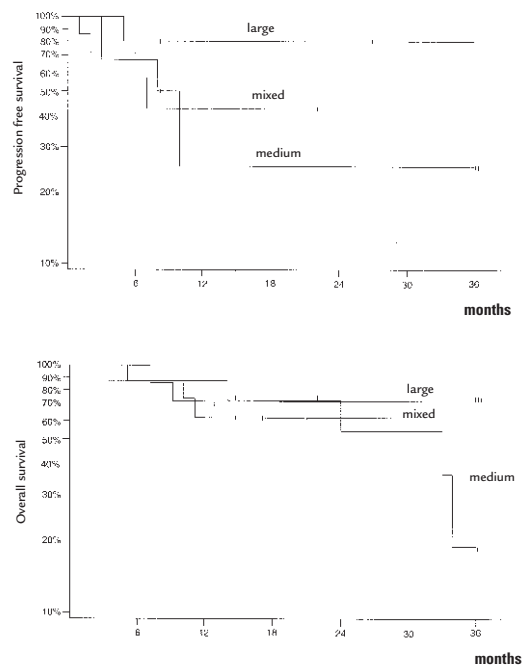 Progression free survival
100%
90%
80%
70%
60%
50%
40%
30%
20%
10%
large
mixed
medium
6 12 18 24 30 36
months
Overall survival
100%
90%
80%
70%
60%
50%
40%
30%
20%
10%
large
mixed
medium
6 12 18 24 30 36
months